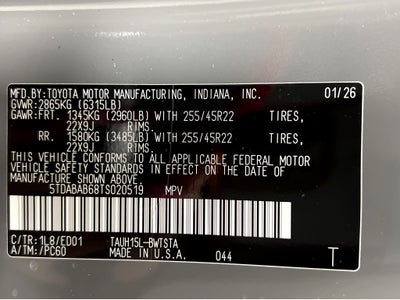 MFD.BY:TOYOTA MOTOR MANUFACTURING, INDIANA, INC. 01/26
GVWR:2865KG (6315LB)
GAWR:FRT. 1345KG (2960LB) WITH 255/45R22 TIRES,
22X9J RIMS.
RR. 1580KG (3485LB) WITH 255/45R22 TIRES,
22X9J RIMS.
THIS VEHICLE CONFORMS TO ALL APPLICABLE FEDERAL MOTOR
VEHICLE SAFETY STANDARDS IN EFFECT ON THE DATE OF
MANUFACTURE SHOWN ABOVE.
5TDABAB68TS020519 MPV
C/TR:1L8/ED01 TAUH15L-BWTSTA
A/TM:/PC60 MADE IN U.S.A. 044 T